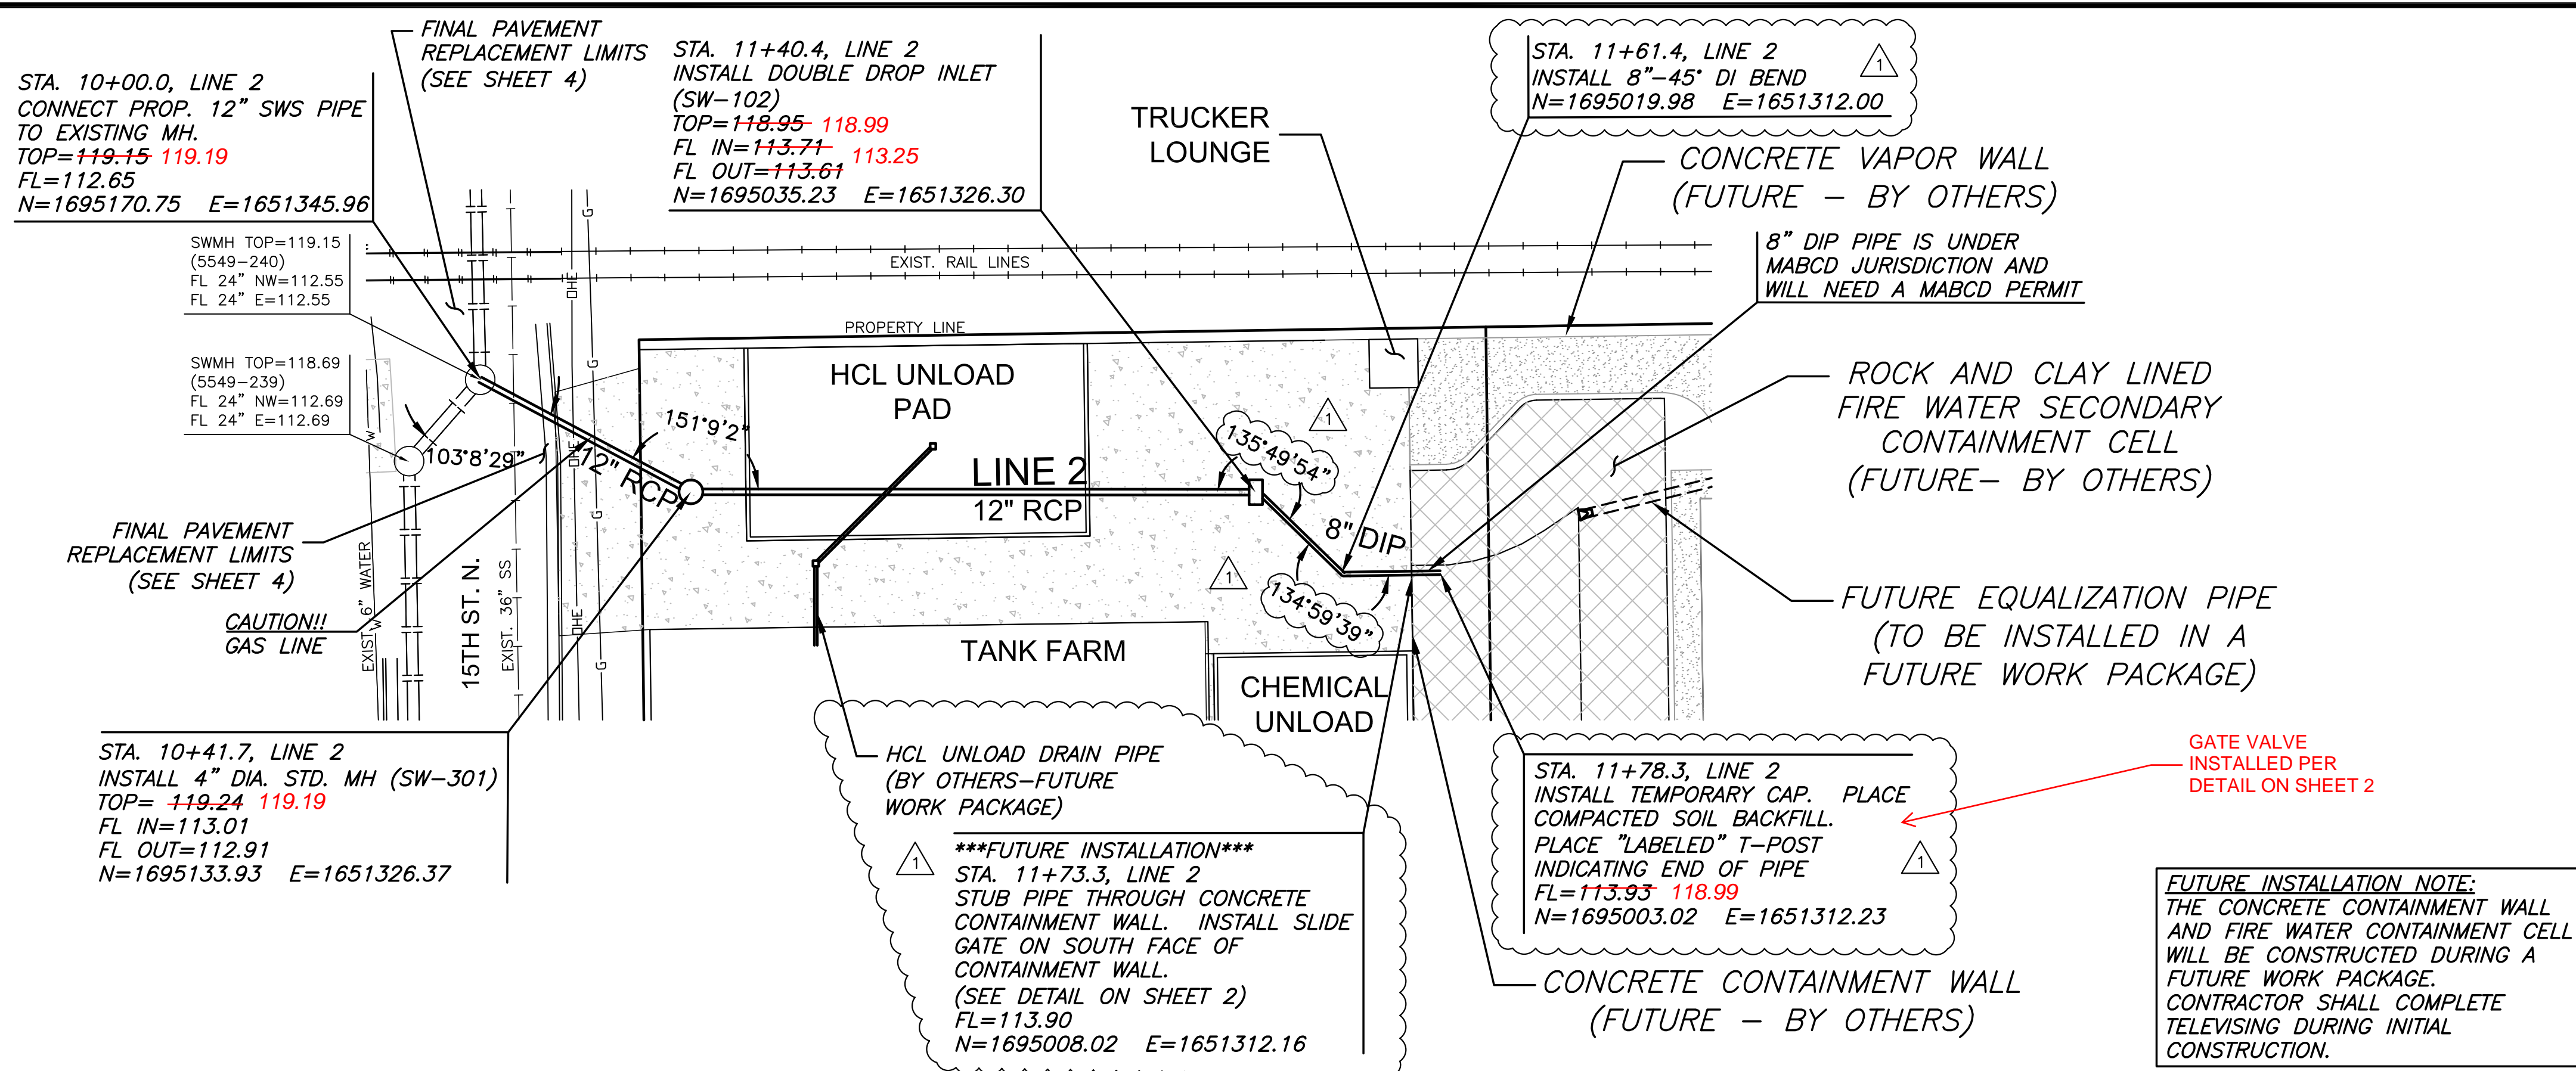 FINAL PAVEMENT
REPLACEMENT LIMITS
(SEE SHEET 4)
STA. 10+00.0, LINE 2
CONNECT PROP. 12" SWS PIPE
TO EXISTING MH.
TOP=119.15 119.19
FL=112.65
N=1695170.75 E=1651345.96
STA. 11+40.4, LINE 2
INSTALL DOUBLE DROP INLET
(SW-102)
TOP=118.95 118.99
FL IN=113.71
113.25
FL OUT=113.61
N=1695035.23 E=1651326.30
TRUCKER
LOUNGE
STA. 11+61.4, LINE 2
INSTALL 8"-45° DI BEND
N=1695019.98 E=1651312.00
1
CONCRETE VAPOR WALL
(FUTURE - BY OTHERS)
8" DIP PIPE IS UNDER
MABCD JURISDICTION AND
WILL NEED A MABCD PERMIT
SWMH TOP=119.15
(5549-240)
FL 24" NW=112.55
FL 24" E=112.55
SWMH TOP=118.69
(5549-239)
FL 24" NW=112.69
FL 24" E=112.69
EXIST. RAIL LINES
PROPERTY LINE
HCL UNLOAD
PAD
151°9'2"
103°8'29"
12" RCP
LINE 2
12" RCP
135°49'54"
1
8" DIP
134°59'39"
1
ROCK AND CLAY LINED
FIRE WATER SECONDARY
CONTAINMENT CELL
(FUTURE- BY OTHERS)
FINAL PAVEMENT
REPLACEMENT LIMITS
(SEE SHEET 4)
CAUTION!!
GAS LINE
EXIST. 6" WATER
W
W
15TH ST. N.
EXIST. 36" SS
OHE
OHE
OHE
G
G
G
G
G
TANK FARM
CHEMICAL
UNLOAD
FUTURE EQUALIZATION PIPE
(TO BE INSTALLED IN A
FUTURE WORK PACKAGE)
STA. 10+41.7, LINE 2
INSTALL 4" DIA. STD. MH (SW-301)
TOP= 119.24 119.19
FL IN=113.01
FL OUT=112.91
N=1695133.93 E=1651326.37
HCL UNLOAD DRAIN PIPE
(BY OTHERS-FUTURE
WORK PACKAGE)
1
***FUTURE INSTALLATION***
STA. 11+73.3, LINE 2
STUB PIPE THROUGH CONCRETE
CONTAINMENT WALL. INSTALL SLIDE
GATE ON SOUTH FACE OF
CONTAINMENT WALL.
(SEE DETAIL ON SHEET 2)
FL=113.90
N=1695008.02 E=1651312.16
STA. 11+78.3, LINE 2
INSTALL TEMPORARY CAP. PLACE
COMPACTED SOIL BACKFILL.
PLACE "LABELED" T-POST
INDICATING END OF PIPE
FL=113.93 118.99
N=1695003.02 E=1651312.23
1
GATE VALVE
INSTALLED PER
DETAIL ON SHEET 2
CONCRETE CONTAINMENT WALL
(FUTURE - BY OTHERS)
FUTURE INSTALLATION NOTE:
THE CONCRETE CONTAINMENT WALL
AND FIRE WATER CONTAINMENT CELL
WILL BE CONSTRUCTED DURING A
FUTURE WORK PACKAGE.
CONTRACTOR SHALL COMPLETE
TELEVISING DURING INITIAL
CONSTRUCTION.